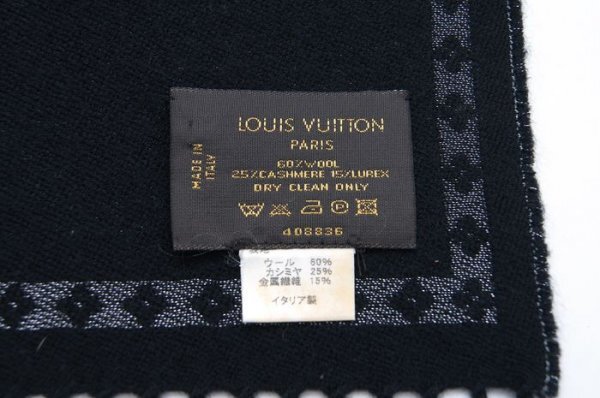 LOUIS VUITTON
PARIS
MADE IN
ITALY
60%WOOL
25%CASHMERE 15%LUREX
DRY CLEAN ONLY
408836
ウール 60%
カシミヤ 25%
金属繊維 15%
イタリア製